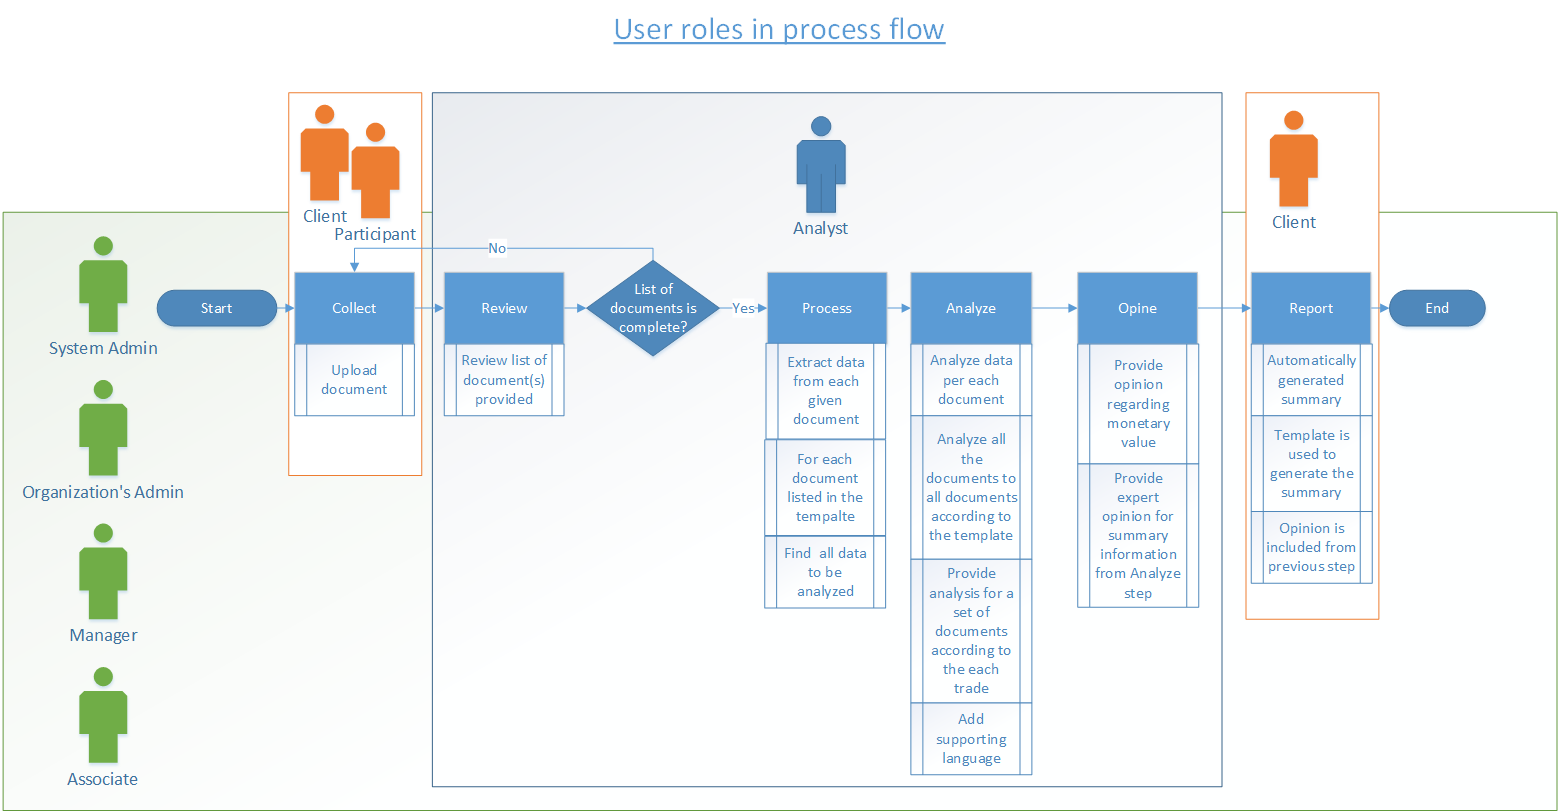 User roles in process flow
Client
Participant
Analyst
Client
System Admin
Organization's Admin
Manager
Associate
Start
Collect
Upload
document
No
Review
Review list of
document(s)
provided
List of
documents is
complete?
Yes
Process
Extract data
from each
given
document
For each
document
listed in the
tempalte
Find all data
to be
analyzed
Analyze
Analyze data
per each
document
Analyze all
the
documents to
all documents
according to
the template
Provide
analysis for a
set of
documents
according to
the each
trade
Add
supporting
language
Opine
Provide
opinion
regarding
monetary
value
Provide
expert
opinion for
summary
information
from Analyze
step
Report
Automatically
generated
summary
Template is
used to
generate the
summary
Opinion is
included from
previous step
End